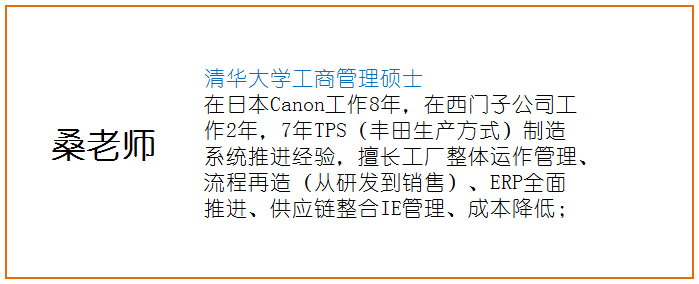 桑老师
清华大学工商管理硕士
在日本Canon工作8年，在西门子公司工
作2年，7年TPS（丰田生产方式）制造
系统推进经验，擅长工厂整体运作管理、
流程再造（从研发到销售）、ERP全面
推进、供应链整合IE管理、成本降低;